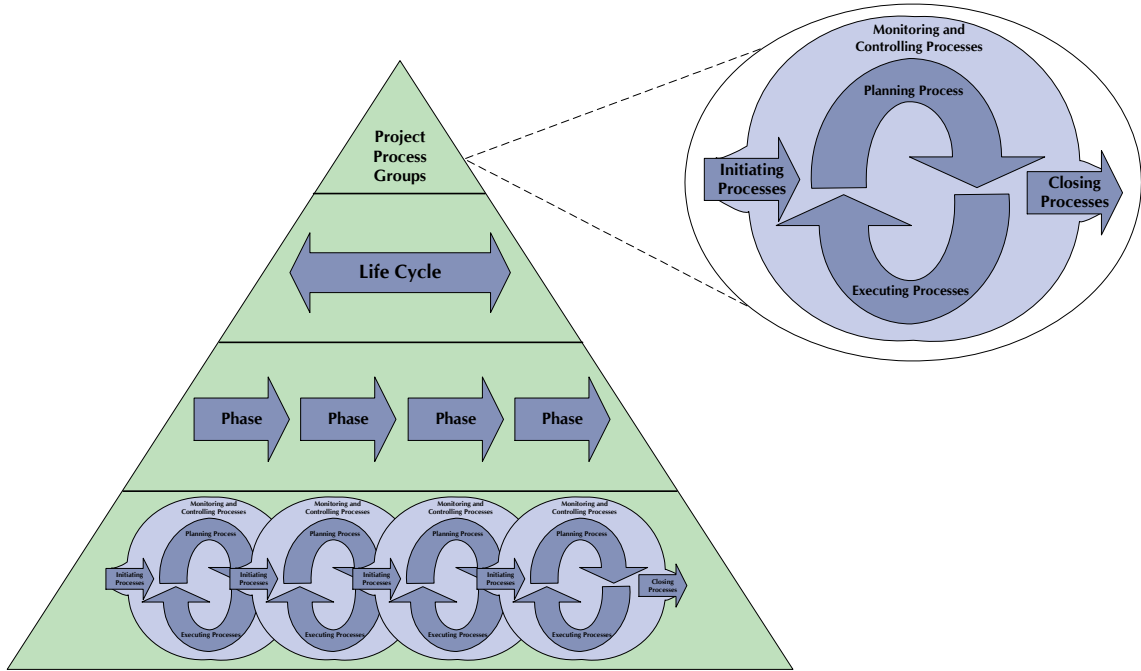 Monitoring and
Controlling Processes
Planning Process
Initiating
Processes
Closing
Processes
Executing Processes
Project
Process
Groups
Life Cycle
Phase
Phase
Phase
Phase
Monitoring and
Controlling Processes
Monitoring and
Controlling Processes
Monitoring and
Controlling Processes
Monitoring and
Controlling Processes
Planning Process
Planning Process
Planning Process
Planning Process
Initiating
Processes
Initiating
Processes
Initiating
Processes
Initiating
Processes
Closing
Processes
Executing Processes
Executing Processes
Executing Processes
Executing Processes